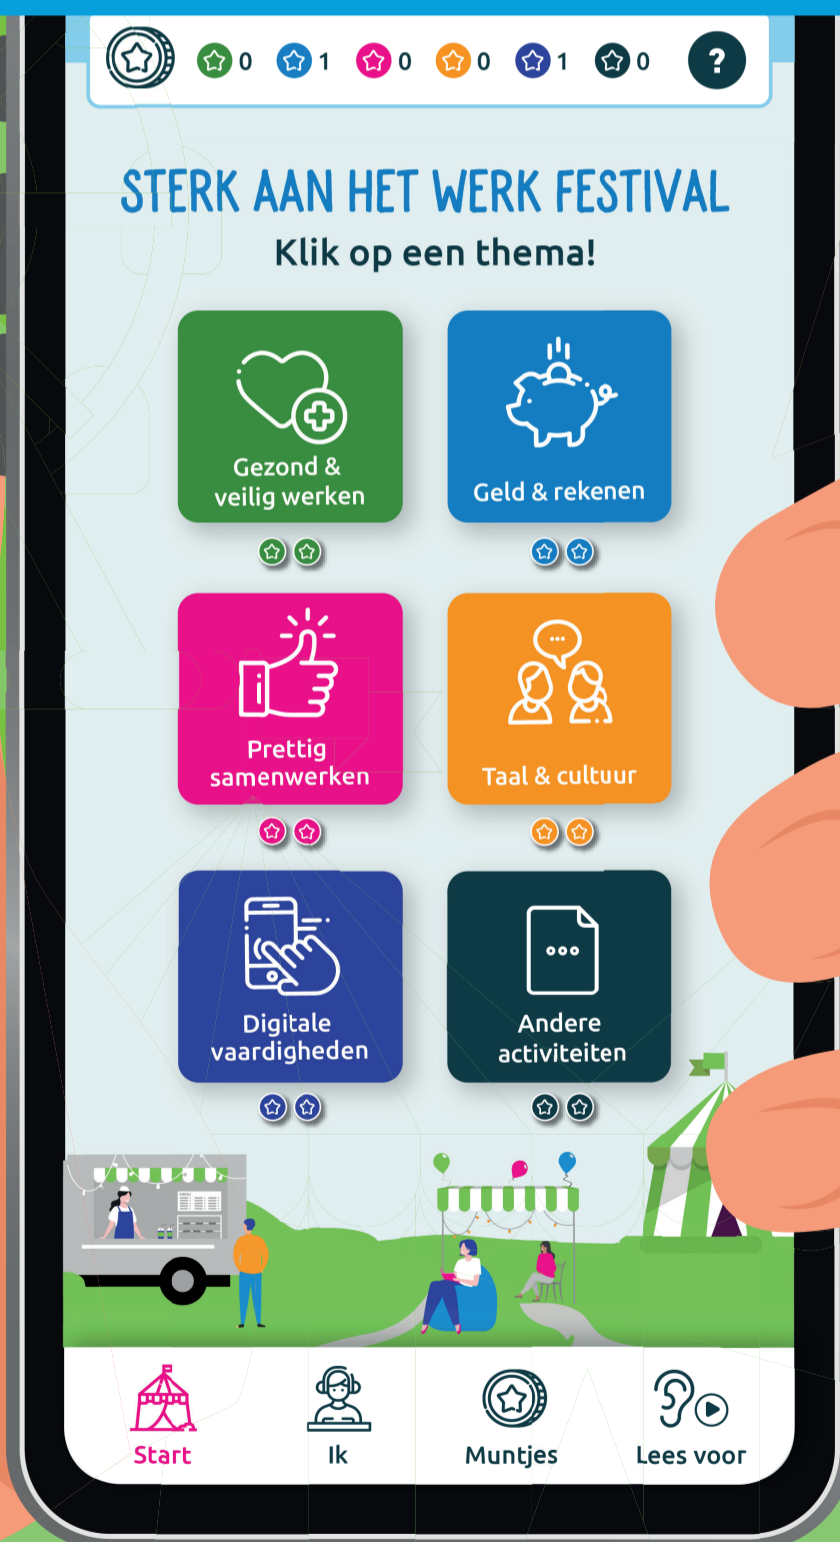 0 1 0 0 1 0 ?
STERK AAN HET WERK FESTIVAL
Klik op een thema!
Gezond &
veilig werken
Geld & rekenen
Prettig
samenwerken
Taal & cultuur
Digitale
vaardigheden
Andere
activiteiten
Start
Ik
Muntjes
Lees voor